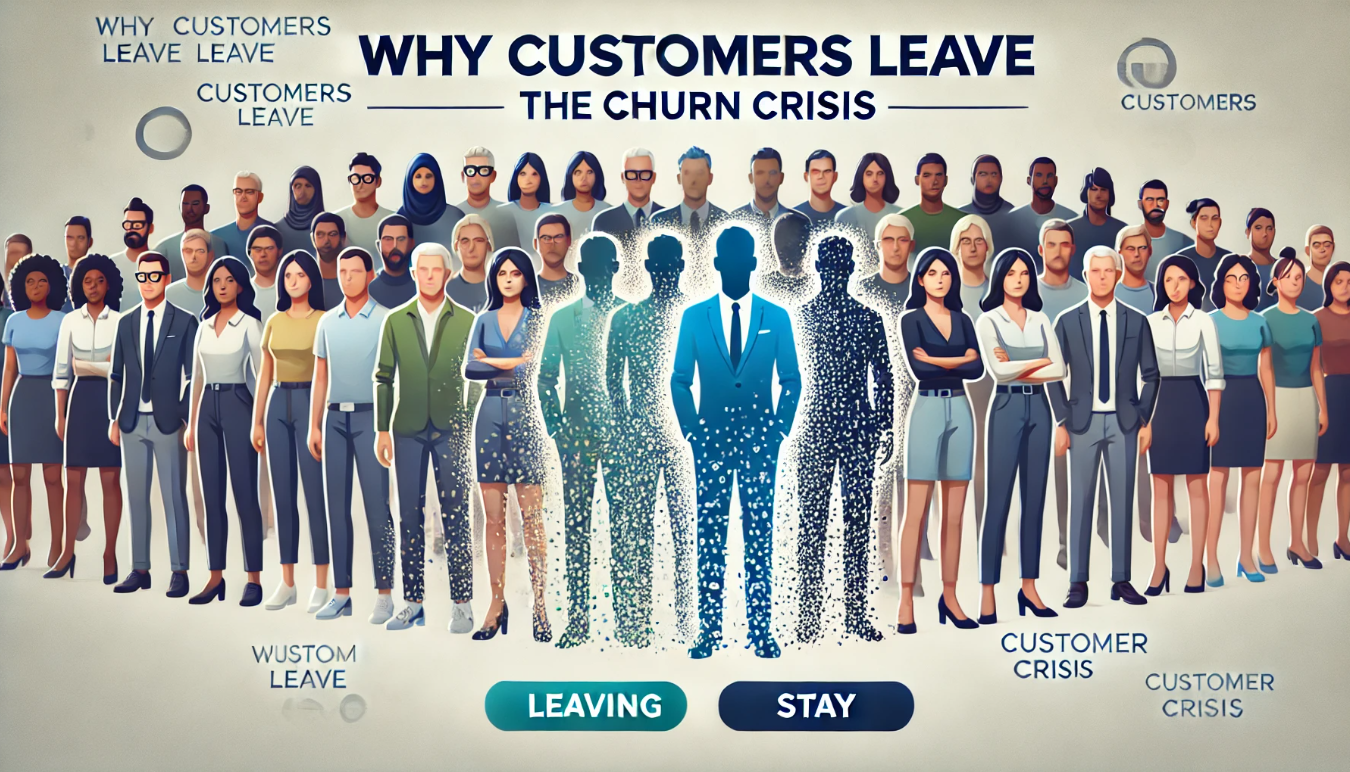 WHY CUSTOMERS
LEAVE LEAVE
WHY CUSTOMERS LEAVE
THE CHURN CRISIS
CUSTOMERS
LEAVE
CUSTOMERS
WUSTOM
LEAVE
CUSTOMER
CRISIS
CUSTOMER
CRISIS
LEAVING
STAY